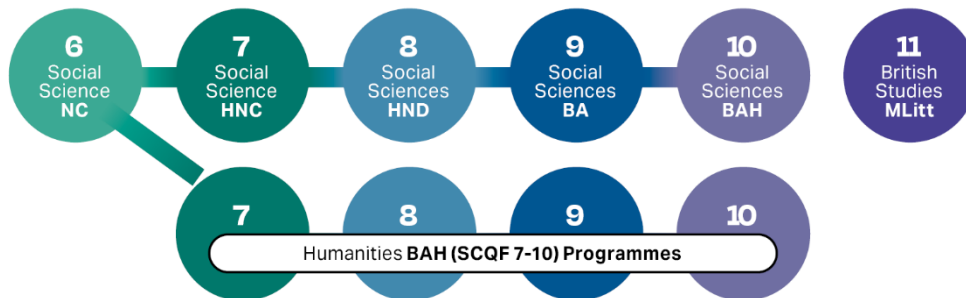 6
Social
Science
NC
7
Social
Science
HNC
8
Social
Sciences
HND
9
Social
Sciences
BA
10
Social
Sciences
BAH
11
British
Studies
MLitt
7
8
9
10
Humanities BAH (SCQF 7-10) Programmes